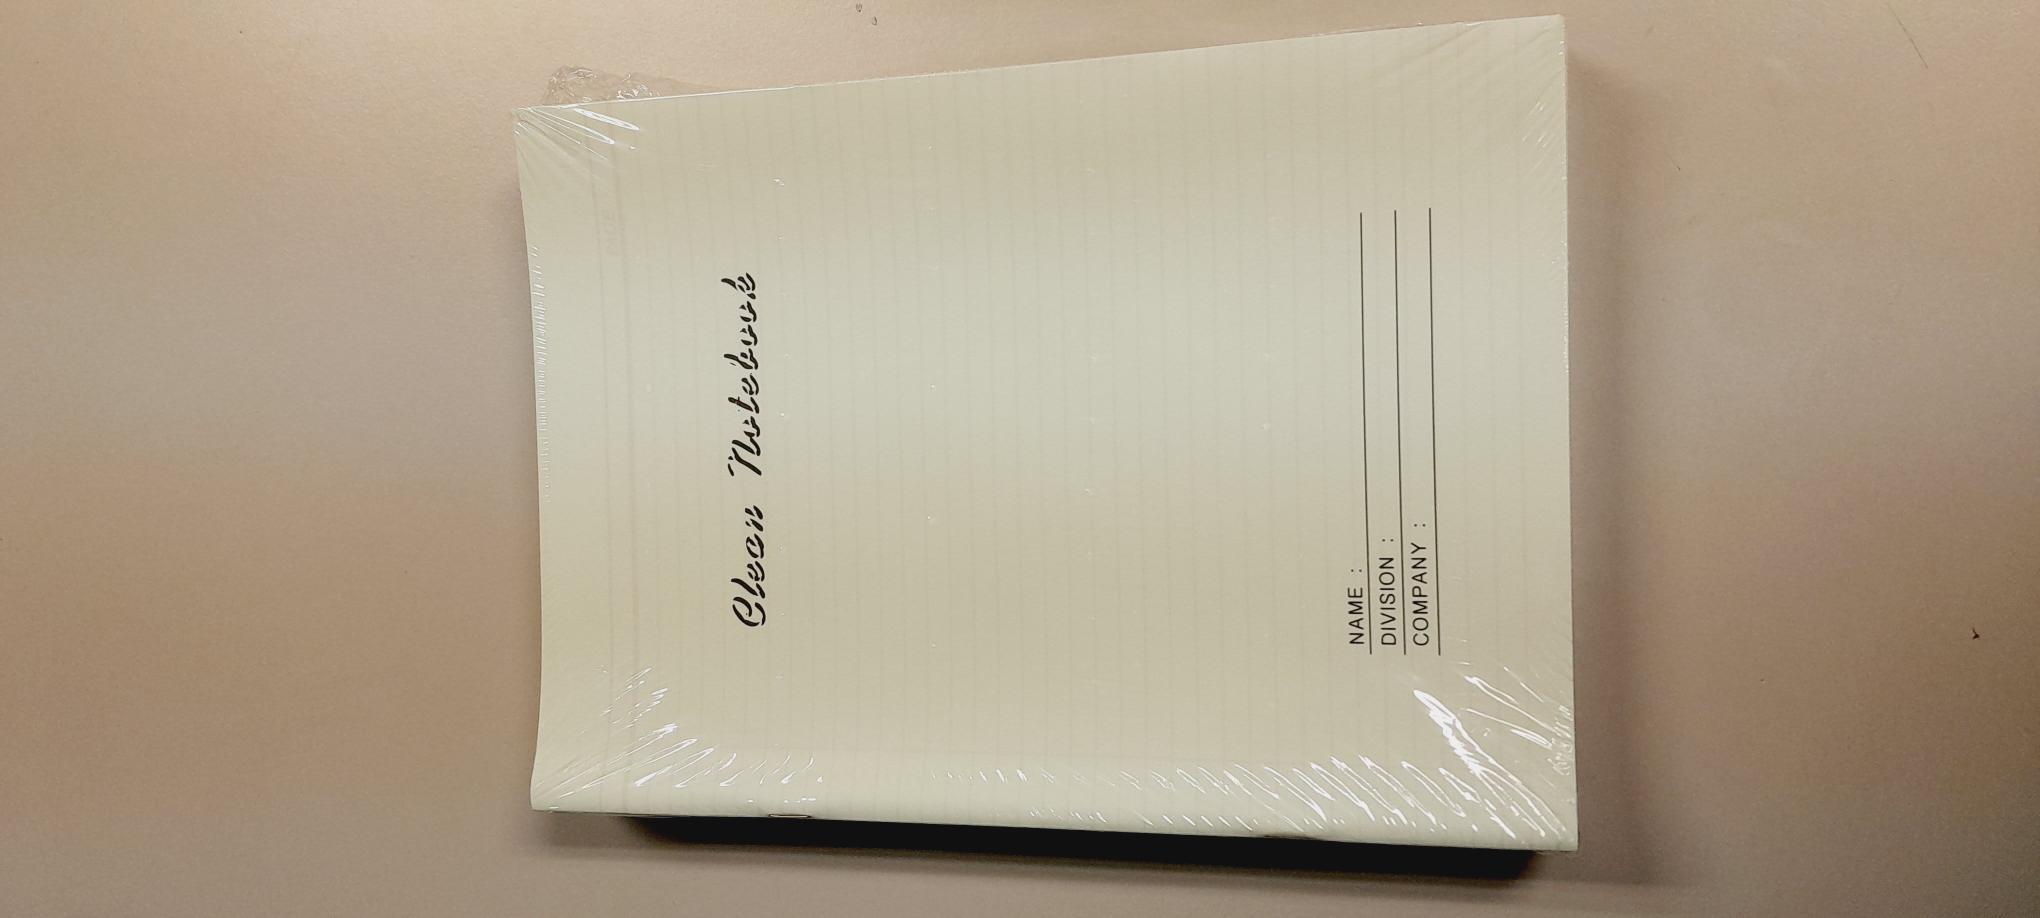 Clean Notebook
NAME :
DIVISION :
COMPANY :